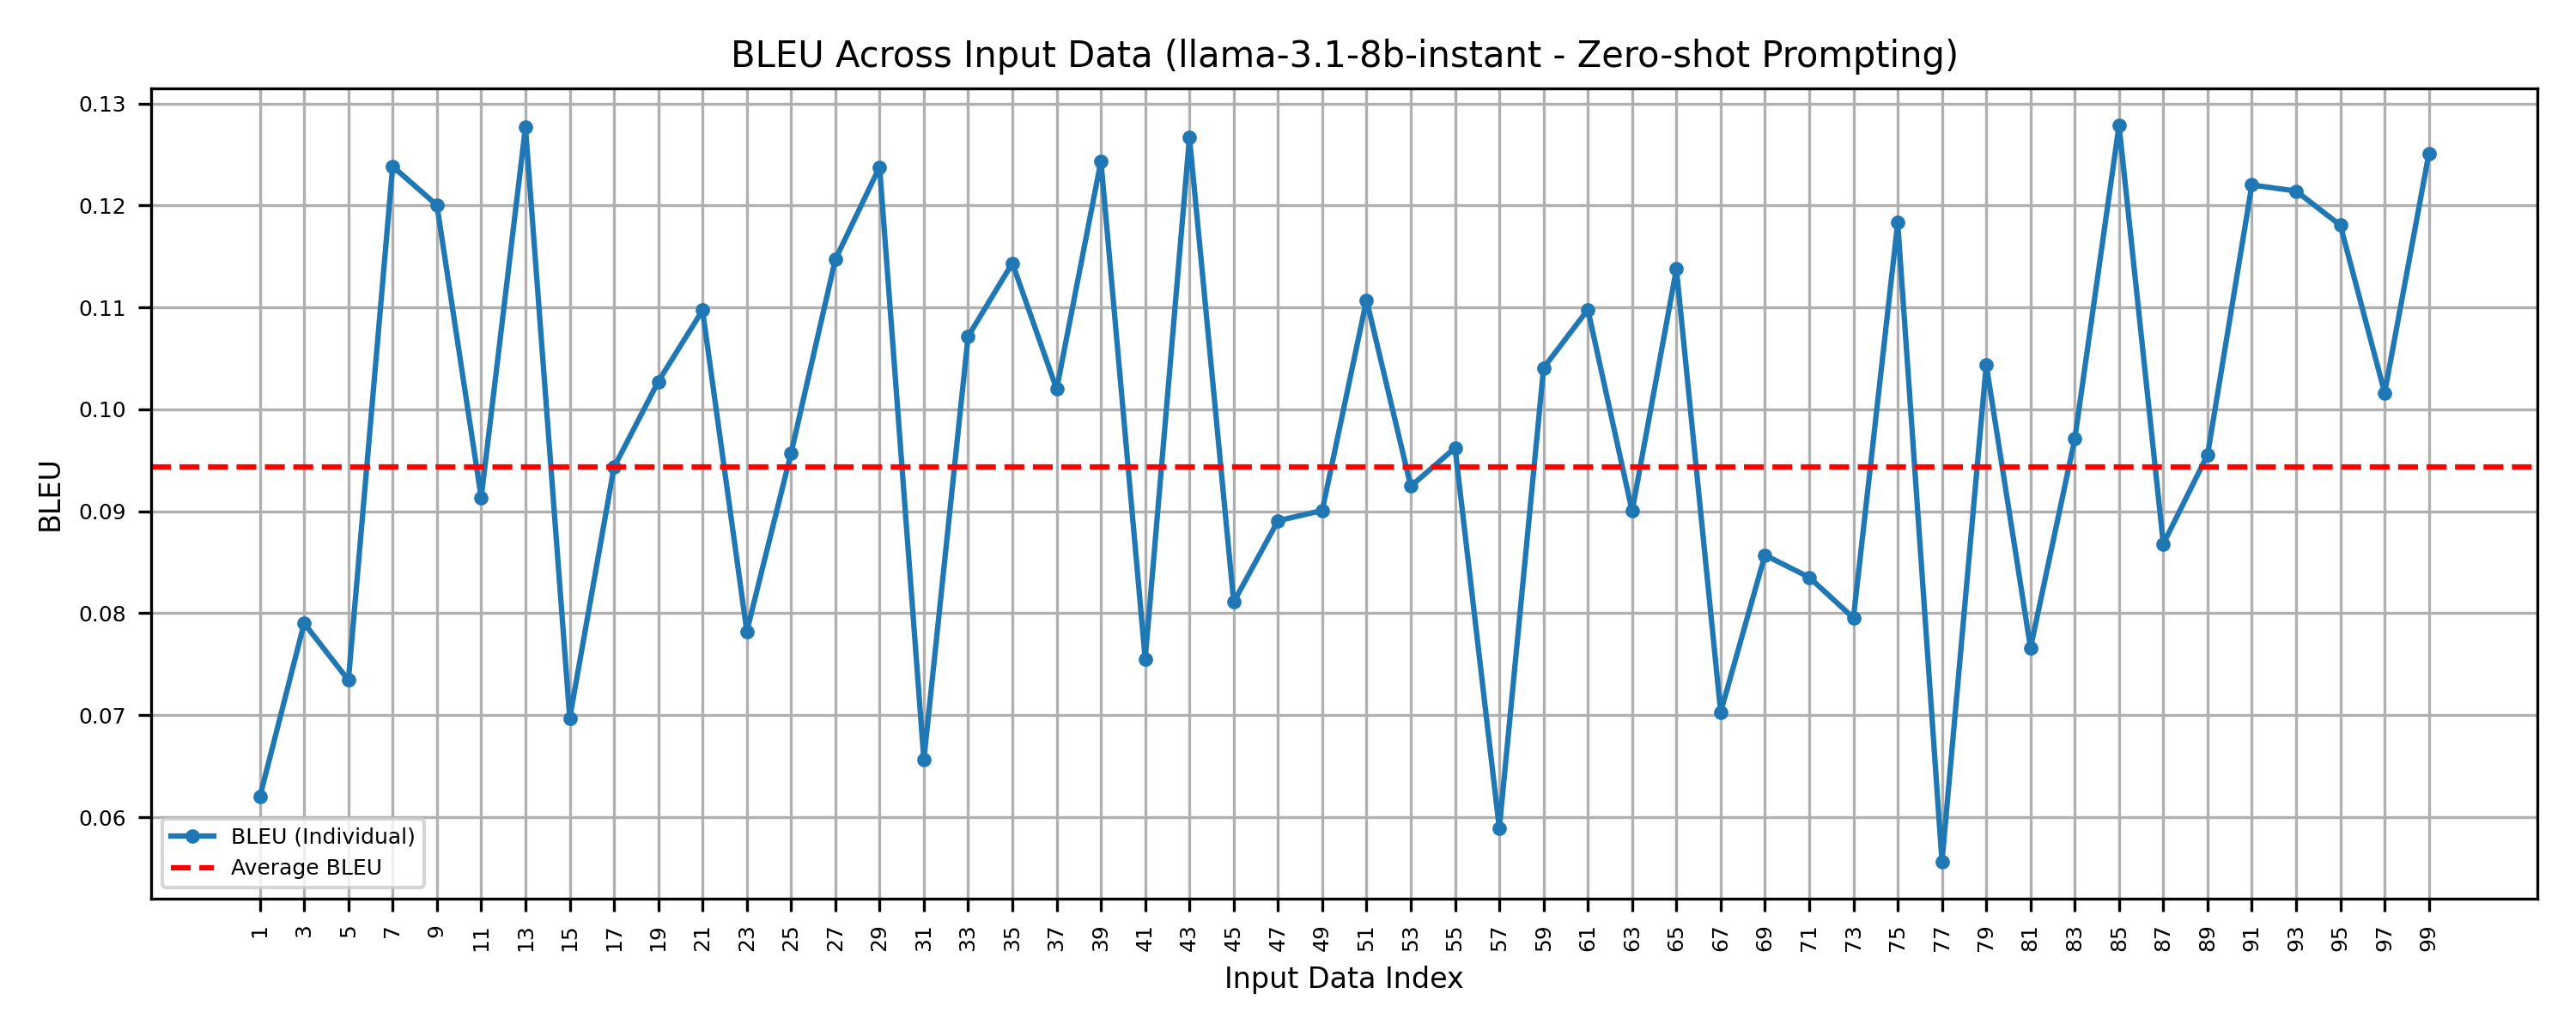 BLEU Across Input Data (llama-3.1-8b-instant - Zero-shot Prompting)
BLEU
0.13
0.12
0.11
0.10
0.09
0.08
0.07
0.06
BLEU (Individual)
Average BLEU
1 3 5 7 9 11 13 15 17 19 21 23 25 27 29 31 33 35 37 39 41 43 45 47 49 51 53 55 57 59 61 63 65 67 69 71 73 75 77 79 81 83 85 87 89 91 93 95 97 99
Input Data Index